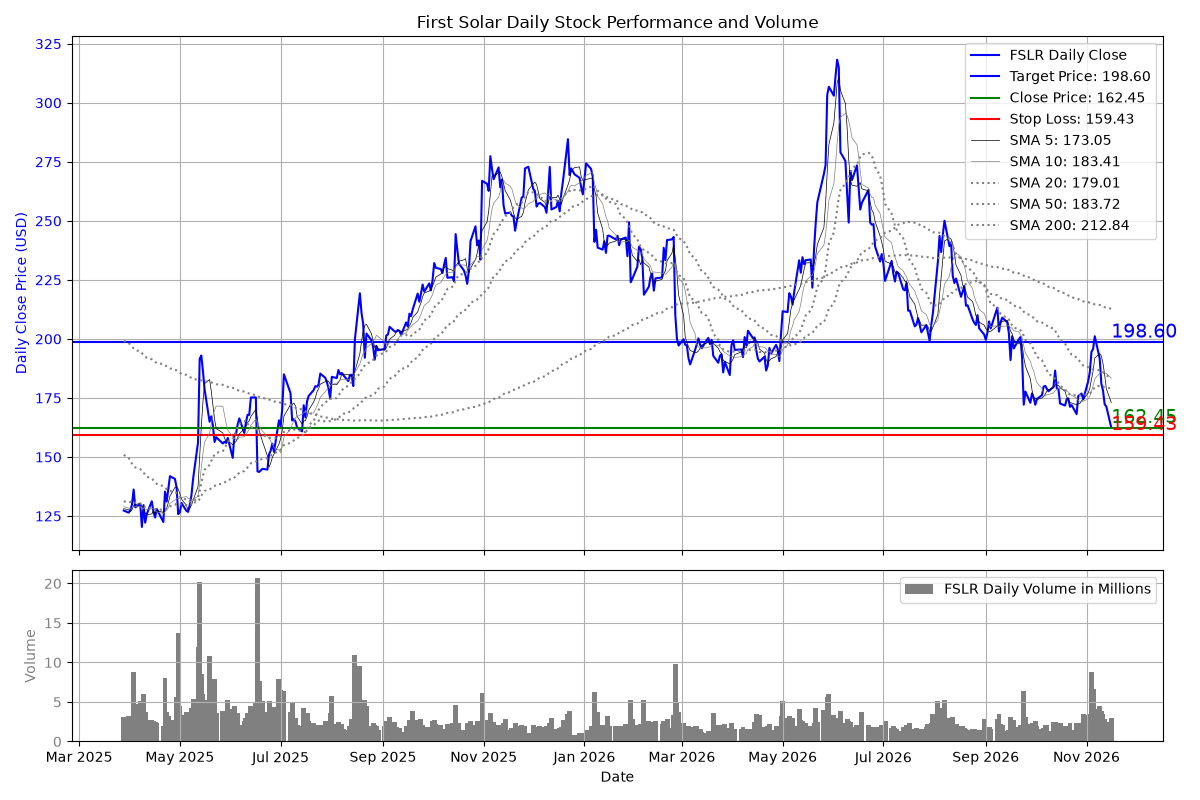 First Solar Daily Stock Performance and Volume
Daily Close Price (USD)
325
300
275
250
225
200
175
150
125
FSLR Daily Close
Target Price: 198.60
Close Price: 162.45
Stop Loss: 159.43
SMA 5: 173.05
SMA 10: 183.41
SMA 20: 179.01
SMA 50: 183.72
SMA 200: 212.84
198.60
162.45
159.43
Volume
20
15
10
5
0
FSLR Daily Volume in Millions
Mar 2025
May 2025
Jul 2025
Sep 2025
Nov 2025
Jan 2026
Mar 2026
May 2026
Jul 2026
Sep 2026
Nov 2026
Date